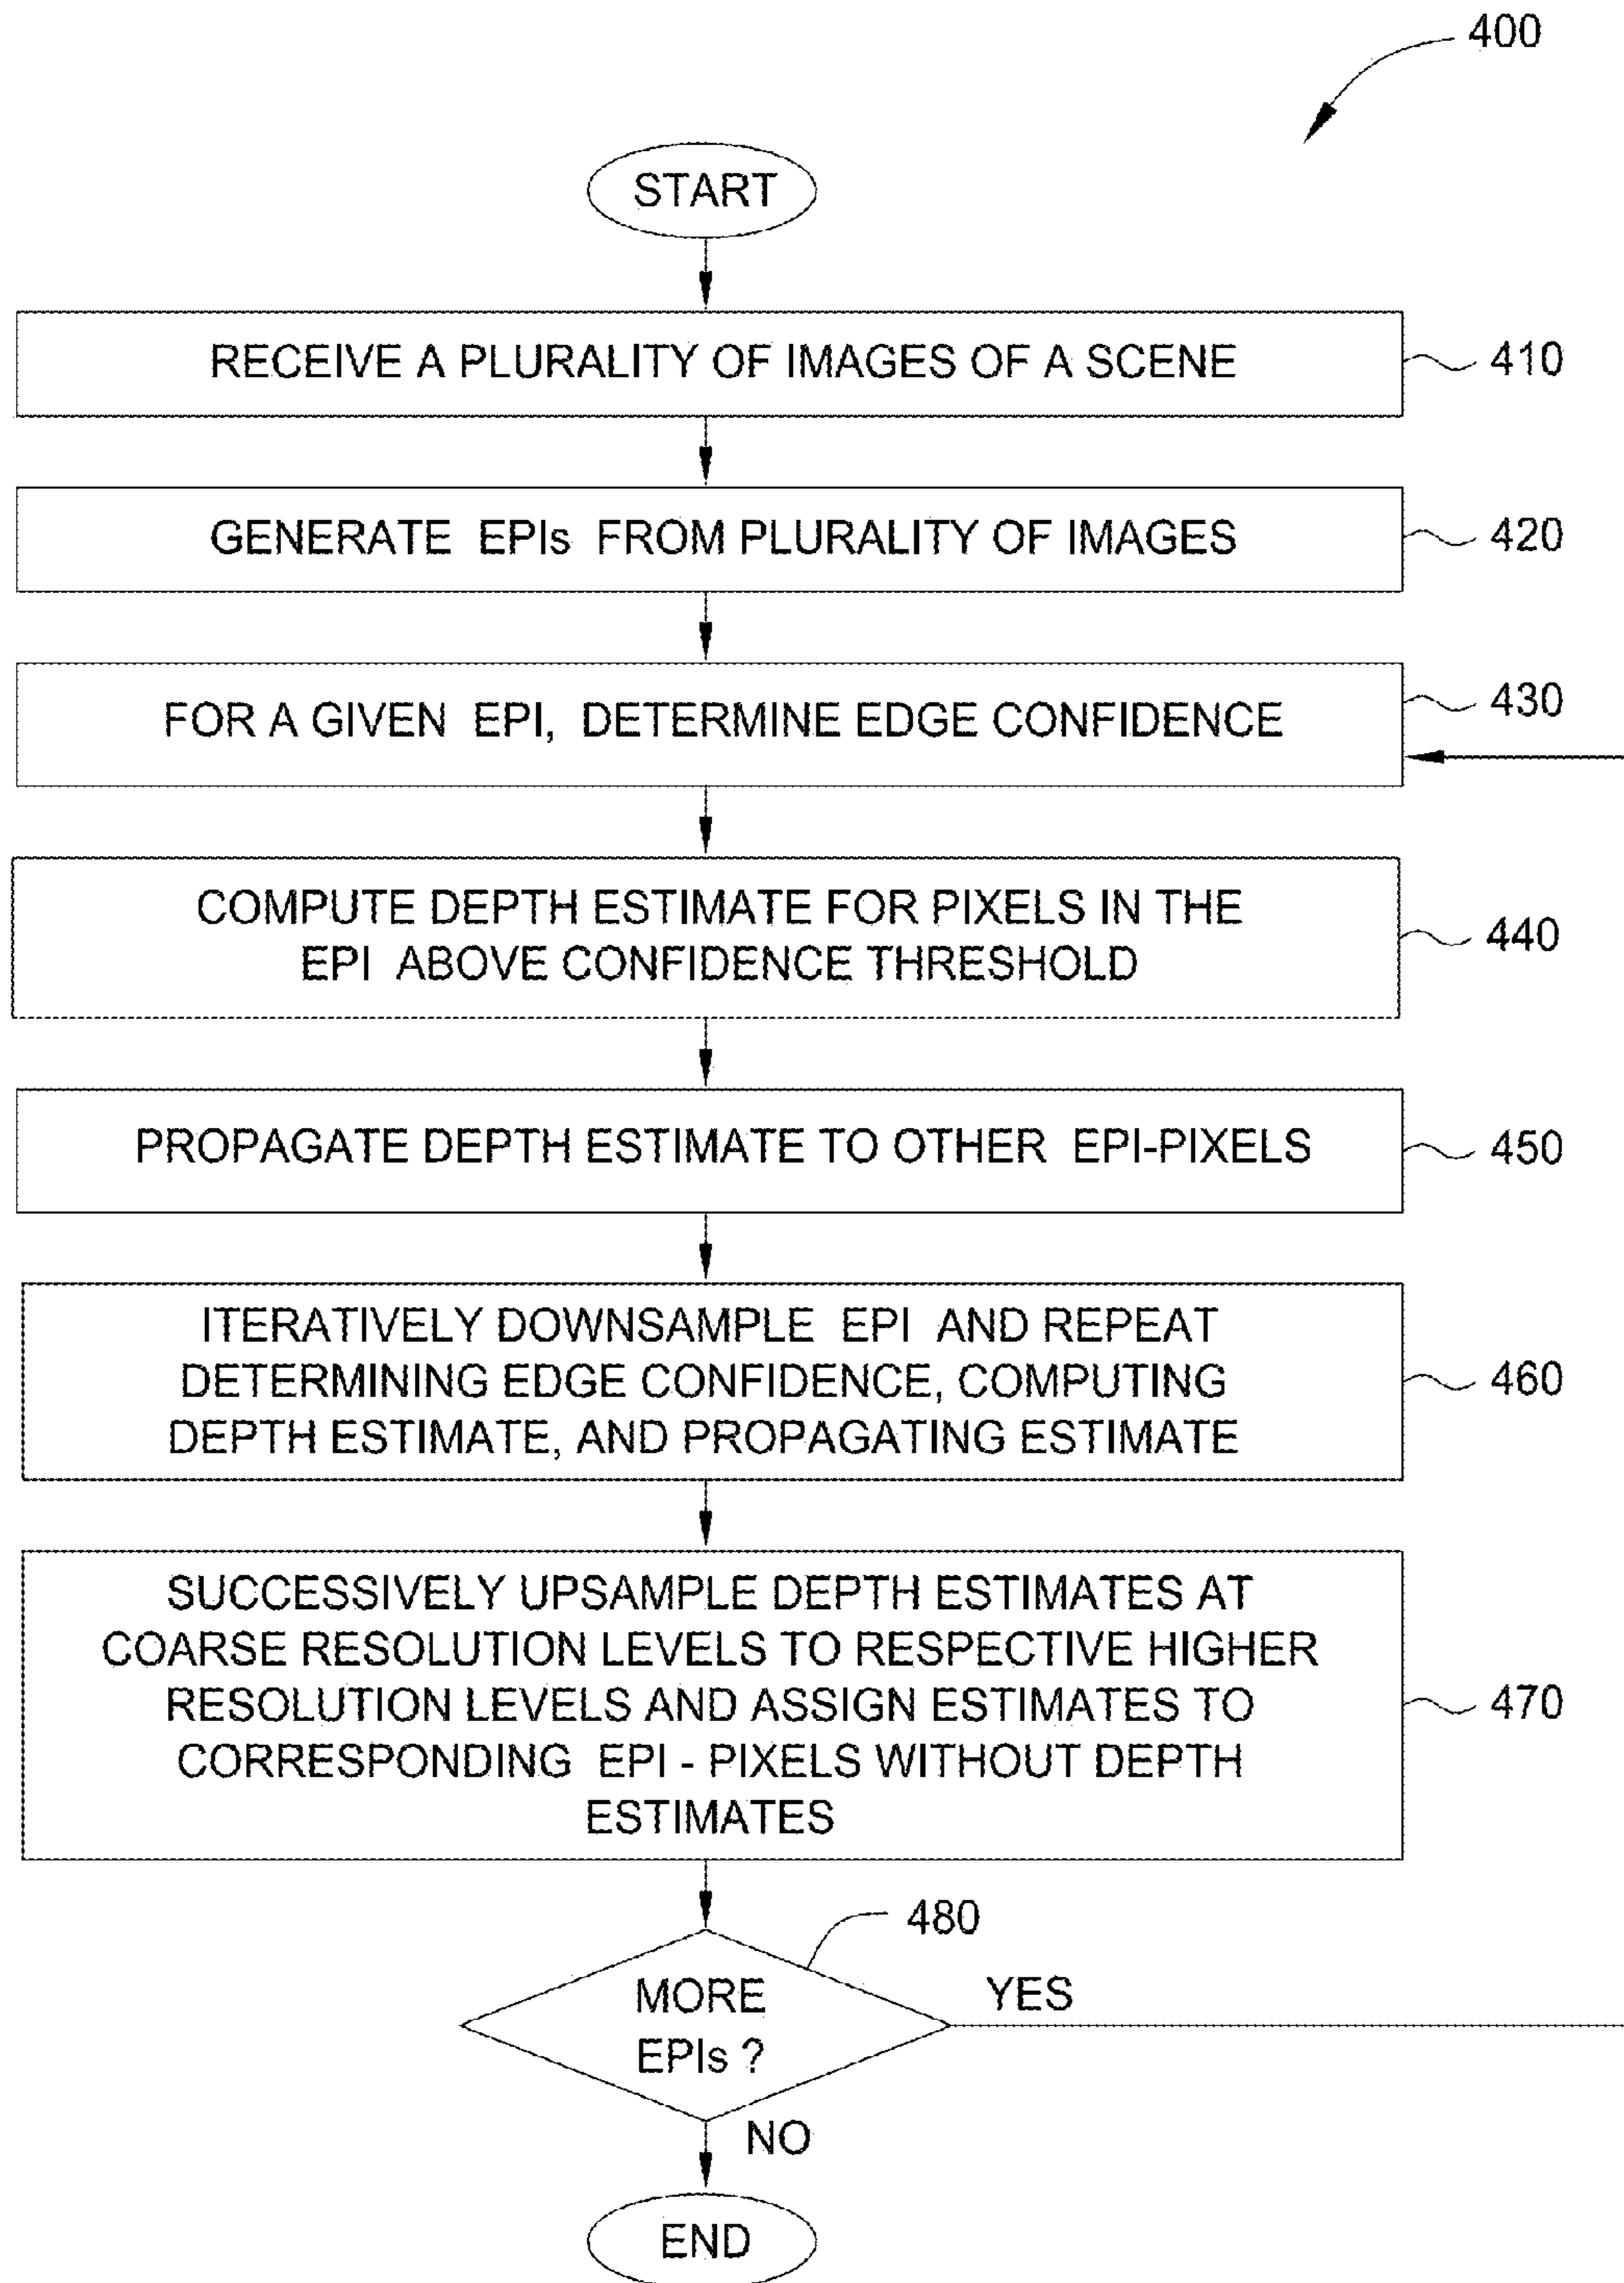 400
START
RECEIVE A PLURALITY OF IMAGES OF A SCENE
410
GENERATE EPIs FROM PLURALITY OF IMAGES
420
FOR A GIVEN EPI, DETERMINE EDGE CONFIDENCE
430
COMPUTE DEPTH ESTIMATE FOR PIXELS IN THE
EPI ABOVE CONFIDENCE THRESHOLD
440
PROPAGATE DEPTH ESTIMATE TO OTHER EPI-PIXELS
450
ITERATIVELY DOWNSAMPLE EPI AND REPEAT
DETERMINING EDGE CONFIDENCE, COMPUTING
DEPTH ESTIMATE, AND PROPAGATING ESTIMATE
460
SUCCESSIVELY UPSAMPLE DEPTH ESTIMATES AT
COARSE RESOLUTION LEVELS TO RESPECTIVE HIGHER
RESOLUTION LEVELS AND ASSIGN ESTIMATES TO
CORRESPONDING EPI - PIXELS WITHOUT DEPTH
ESTIMATES
470
480
MORE
EPIs ?
YES
NO
END